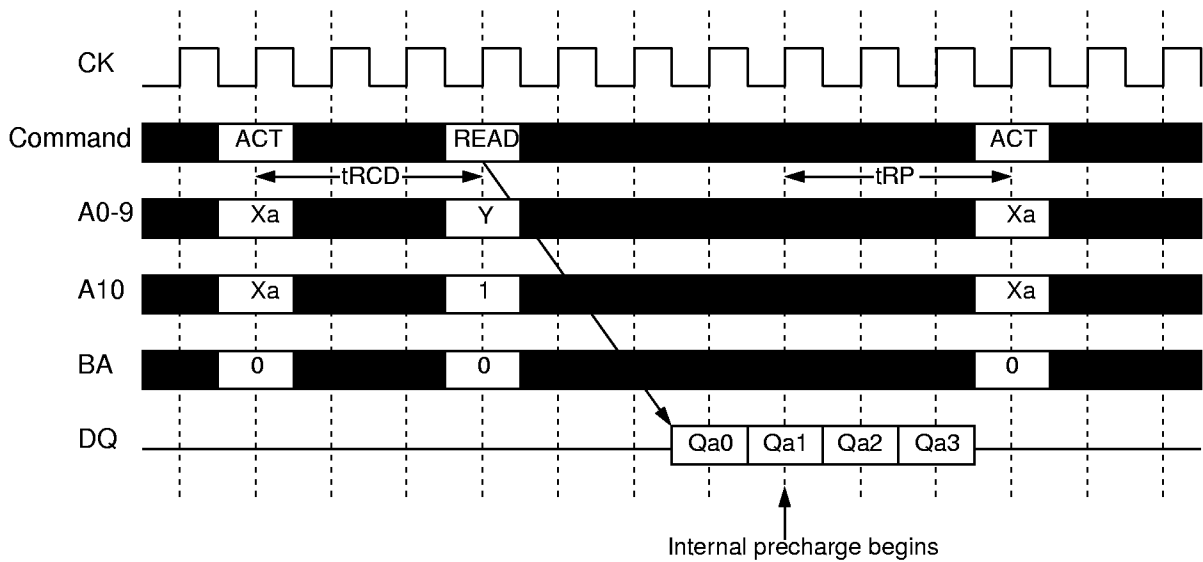 CK
Command ACT READ ACT
tRCD tRP
A0-9 Xa Y Xa
A10 Xa 1 Xa
BA 0 0 0
DQ Qa0 Qa1 Qa2 Qa3
Internal precharge begins